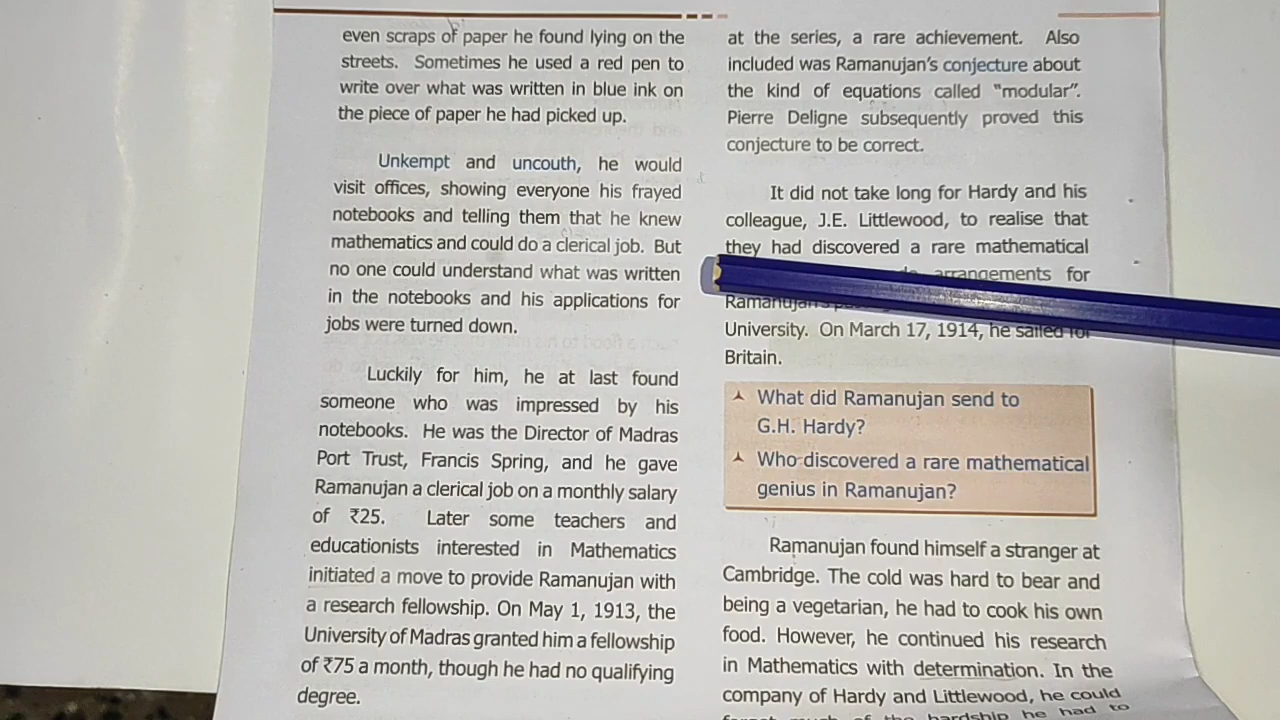 even scraps of paper he found lying on the
streets. Sometimes he used a red pen to
write over what was written in blue ink on
the piece of paper he had picked up.
Unkempt and uncouth, he would
visit offices, showing everyone his frayed
notebooks and telling them that he knew
mathematics and could do a clerical job. But
no one could understand what was written
in the notebooks and his applications for
jobs were turned down.
Luckily for him, he at last found
someone who was impressed by his
notebooks. He was the Director of Madras
Port Trust, Francis Spring, and he gave
Ramanujan a clerical job on a monthly salary
of ₹25. Later some teachers and
educationists interested in Mathematics
initiated a move to provide Ramanujan with
a research fellowship. On May 1, 1913, the
University of Madras granted him a fellowship
of ₹75 a month, though he had no qualifying
degree.
at the series, a rare achievement. Also
included was Ramanujan's conjecture about
the kind of equations called "modular".
Pierre Deligne subsequently proved this
conjecture to be correct.
It did not take long for Hardy and his
colleague, J.E. Littlewood, to realise that
they had discovered a rare mathematical
arrangements for
Ramanujan's
University. On March 17, 1914, he sailed for
Britain.
What did Ramanujan send to
G.H. Hardy?
Who discovered a rare mathematical
genius in Ramanujan?
Ramanujan found himself a stranger at
Cambridge. The cold was hard to bear and
being a vegetarian, he had to cook his own
food. However, he continued his research
in Mathematics with determination. In the
company of Hardy and Littlewood, he could
forget much of the hardship he had to